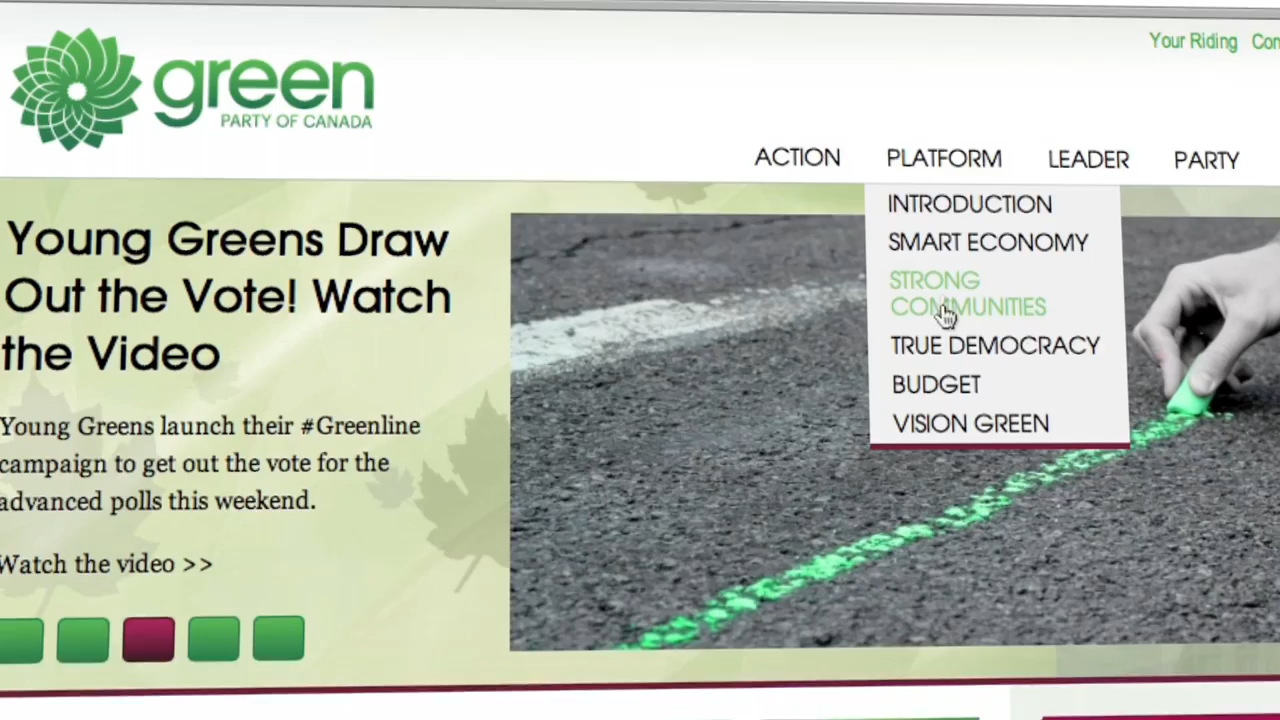 Your Riding
green
PARTY OF CANADA
ACTION PLATFORM LEADER PARTY
INTRODUCTION
SMART ECONOMY
STRONG
COMMUNITIES
TRUE DEMOCRACY
BUDGET
VISION GREEN
Young Greens Draw
Out the Vote! Watch
the Video
Young Greens launch their #Greenline
campaign to get out the vote for the
advanced polls this weekend.
Watch the video >>